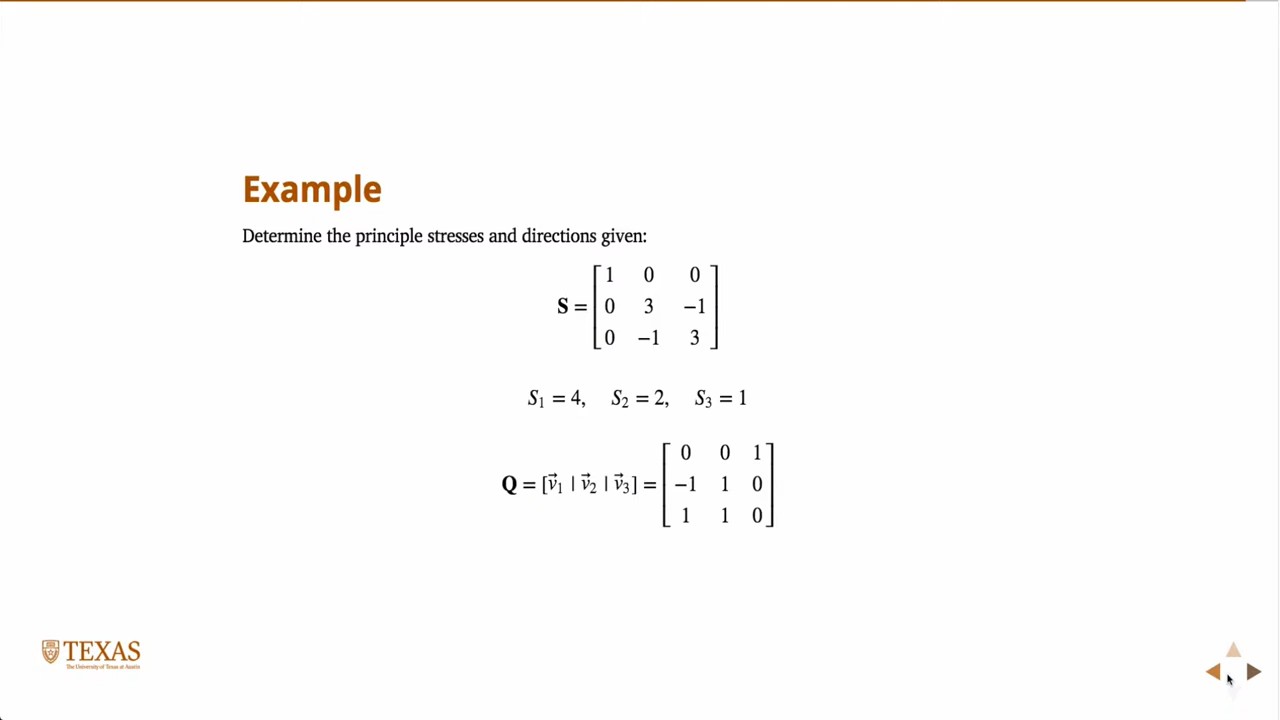 Example
Determine the principle stresses and directions given:
S = [ 1 0 0
0 3 −1
0 −1 3 ]
S₁ = 4, S₂ = 2, S₃ = 1
Q = [v⃗₁ | v⃗₂ | v⃗₃] = [ 0 0 1
−1 1 0
1 1 0 ]
TEXAS
The University of Texas at Austin